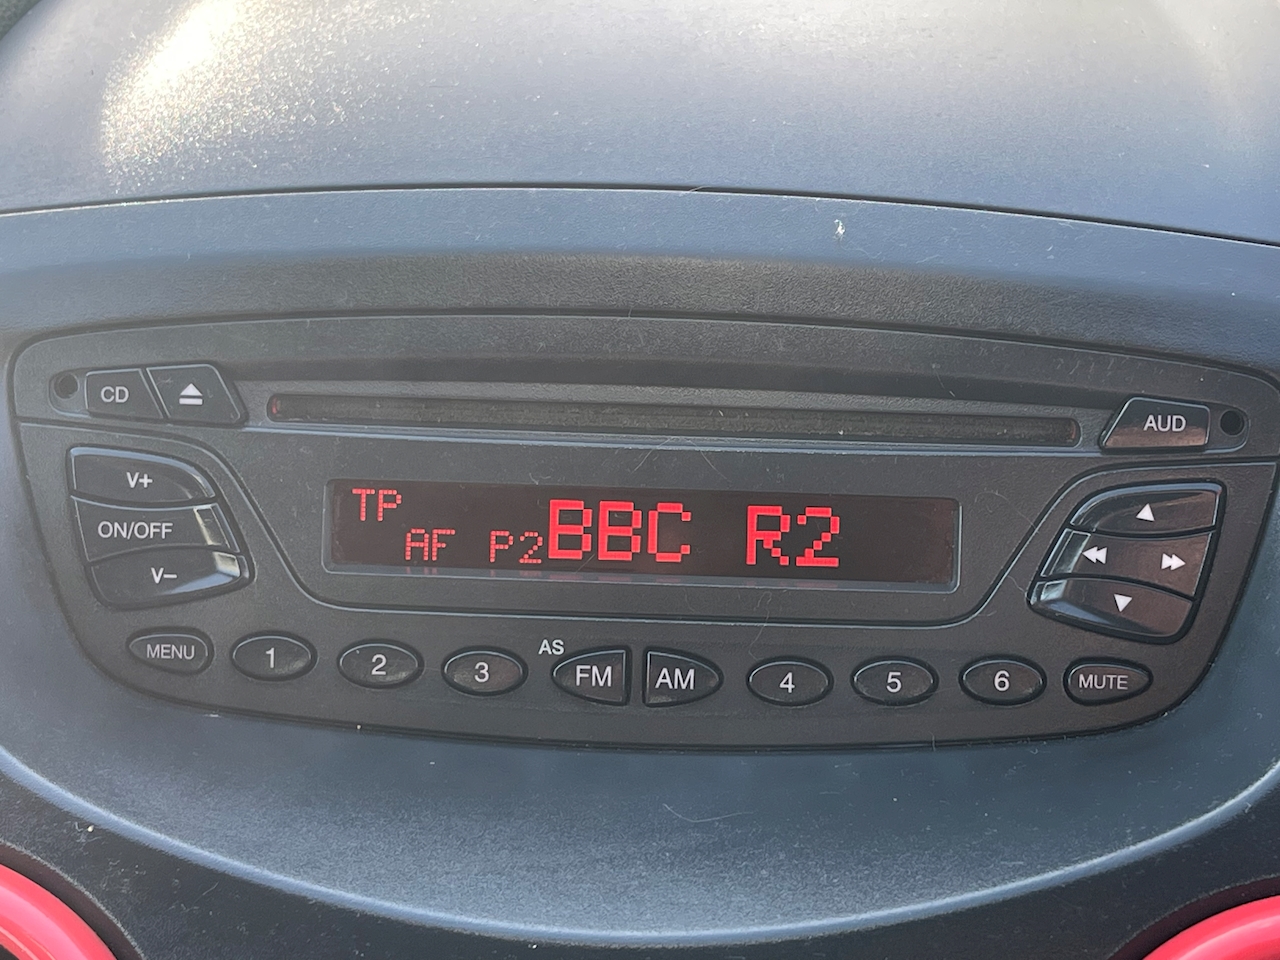 CD
AUD
V+
ON/OFF
V–
TP
AF P2 BBC R2
MENU 1 2 3 AS FM AM 4 5 6 MUTE